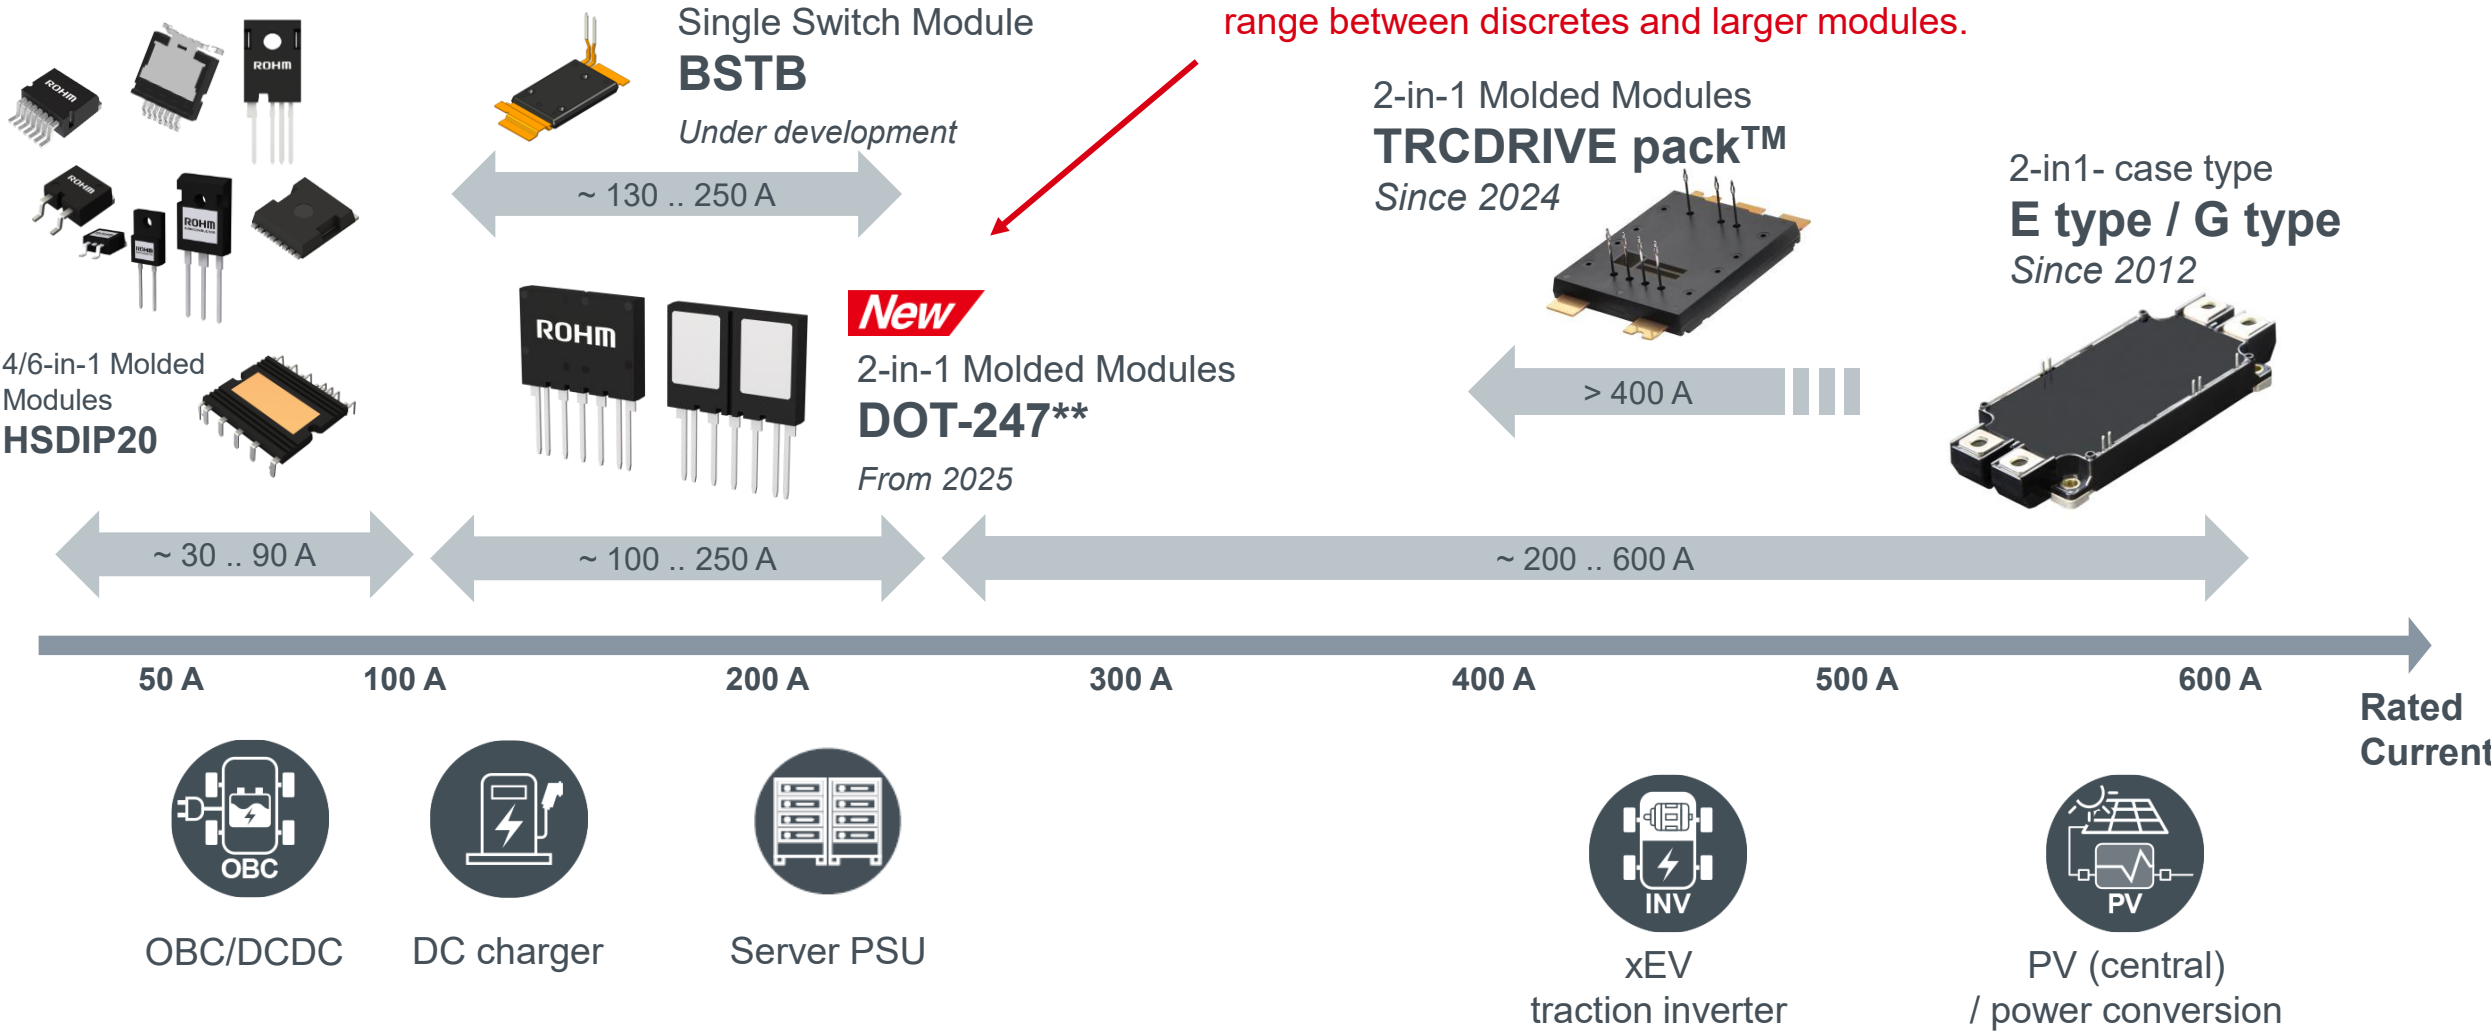 range between discretes and larger modules.
Single Switch Module
BSTB
Under development
~ 130 .. 250 A
2-in-1 Molded Modules
TRCDRIVE pack™
Since 2024
2-in1- case type
E type / G type
Since 2012
ROHM
ROHM
ROHM
ROHM
ROHM
4/6-in-1 Molded
Modules
HSDIP20
ROHM
New
2-in-1 Molded Modules
DOT-247**
From 2025
> 400 A
~ 30 .. 90 A
~ 100 .. 250 A
~ 200 .. 600 A
50 A
100 A
200 A
300 A
400 A
500 A
600 A
Rated
Current
OBC
INV
PV
OBC/DCDC
DC charger
Server PSU
xEV
traction inverter
PV (central)
/ power conversion